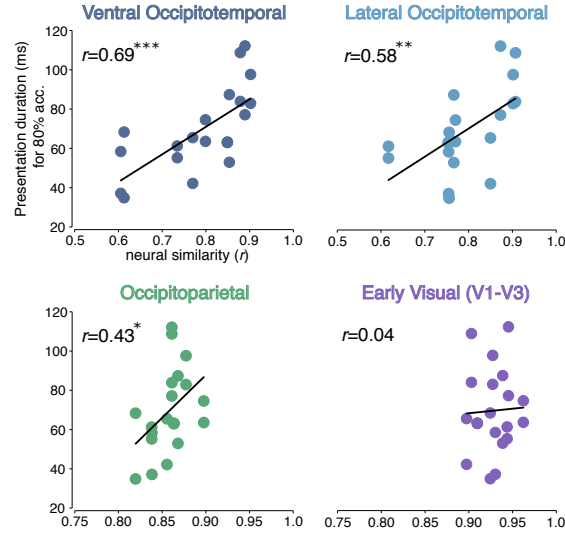 Ventral Occipitotemporal
Lateral Occipitotemporal
r=0.69***
r=0.58**
Presentation duration (ms)
for 80% acc.
120
100
80
60
40
20
0.5 0.6 0.7 0.8 0.9 1.0
neural similarity (r)
0.5 0.6 0.7 0.8 0.9 1.0
Occipitoparietal
Early Visual (V1-V3)
r=0.43*
r=0.04
120
100
80
60
40
20
0.75 0.80 0.85 0.90 0.95 1.0
0.75 0.80 0.85 0.90 0.95 1.0